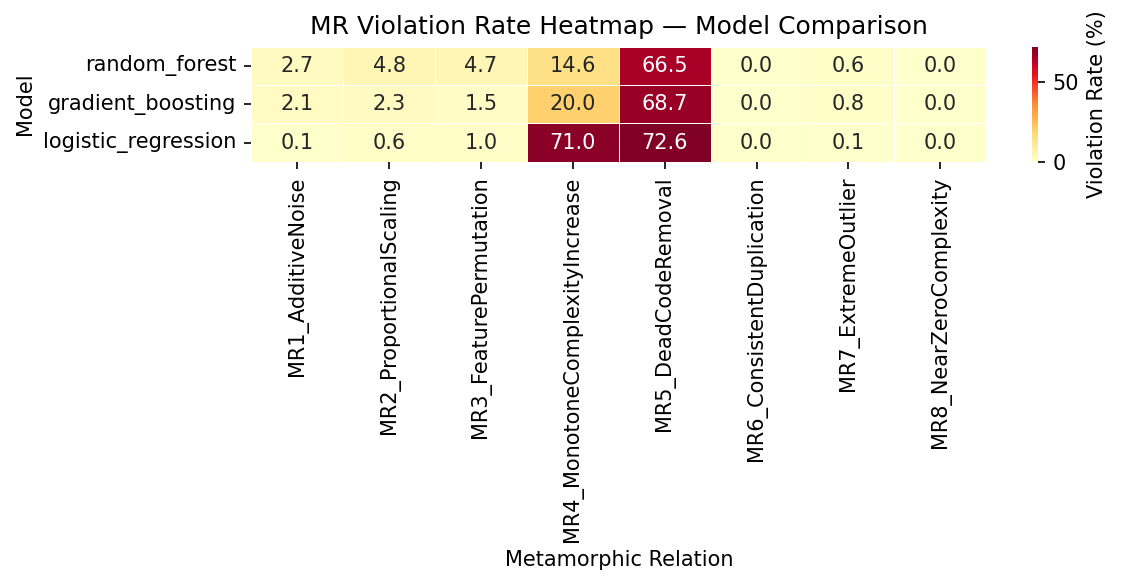 MR Violation Rate Heatmap — Model Comparison
Model
random_forest 2.7 4.8 4.7 14.6 66.5 0.0 0.6 0.0
gradient_boosting 2.1 2.3 1.5 20.0 68.7 0.0 0.8 0.0
logistic_regression 0.1 0.6 1.0 71.0 72.6 0.0 0.1 0.0
MR1_AdditiveNoise
MR2_ProportionalScaling
MR3_FeaturePermutation
MR4_MonotoneComplexityIncrease
MR5_DeadCodeRemoval
MR6_ConsistentDuplication
MR7_ExtremeOutlier
MR8_NearZeroComplexity
Metamorphic Relation
50
0
Violation Rate (%)